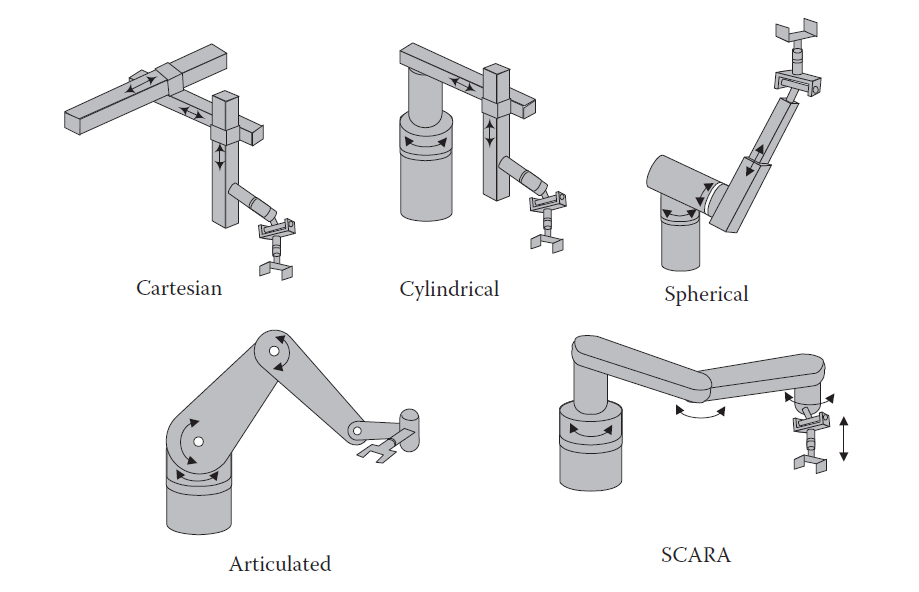 Cartesian
Cylindrical
Spherical
Articulated
SCARA